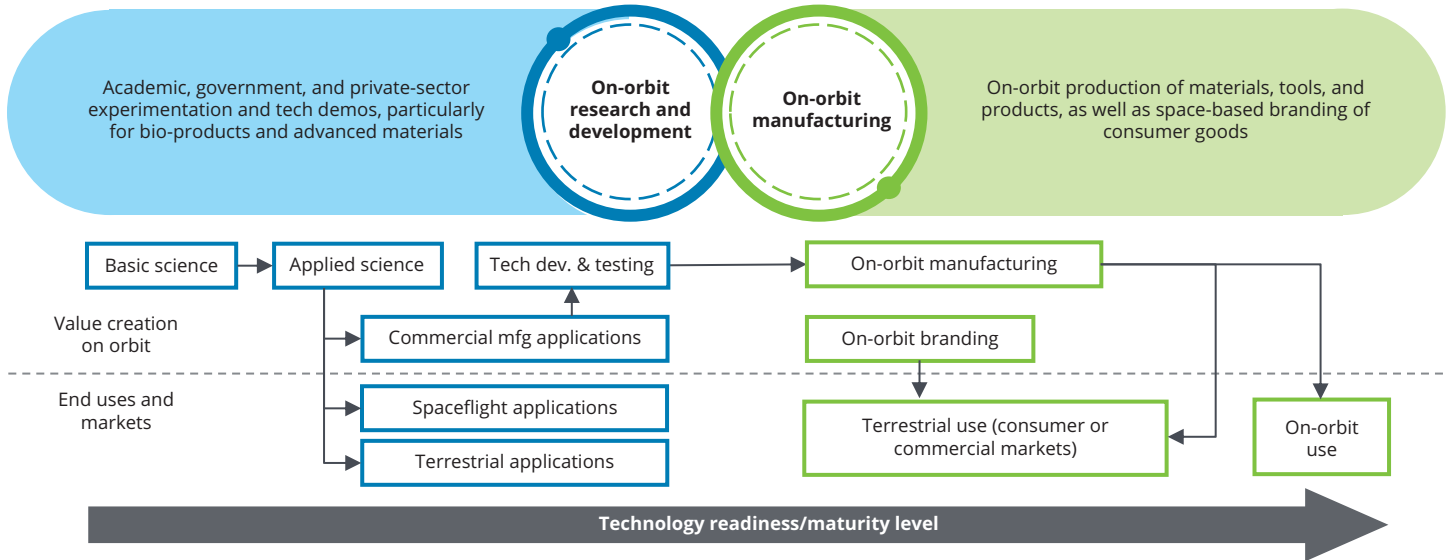 Academic, government, and private-sector
experimentation and tech demos, particularly
for bio-products and advanced materials
On-orbit
research and
development
On-orbit
manufacturing
On-orbit production of materials, tools, and
products, as well as space-based branding of
consumer goods
Basic science
Applied science
Tech dev. & testing
On-orbit manufacturing
Value creation
on orbit
Commercial mfg applications
On-orbit branding
End uses and
markets
Spaceflight applications
Terrestrial applications
Terrestrial use (consumer or
commercial markets)
On-orbit
use
Technology readiness/maturity level